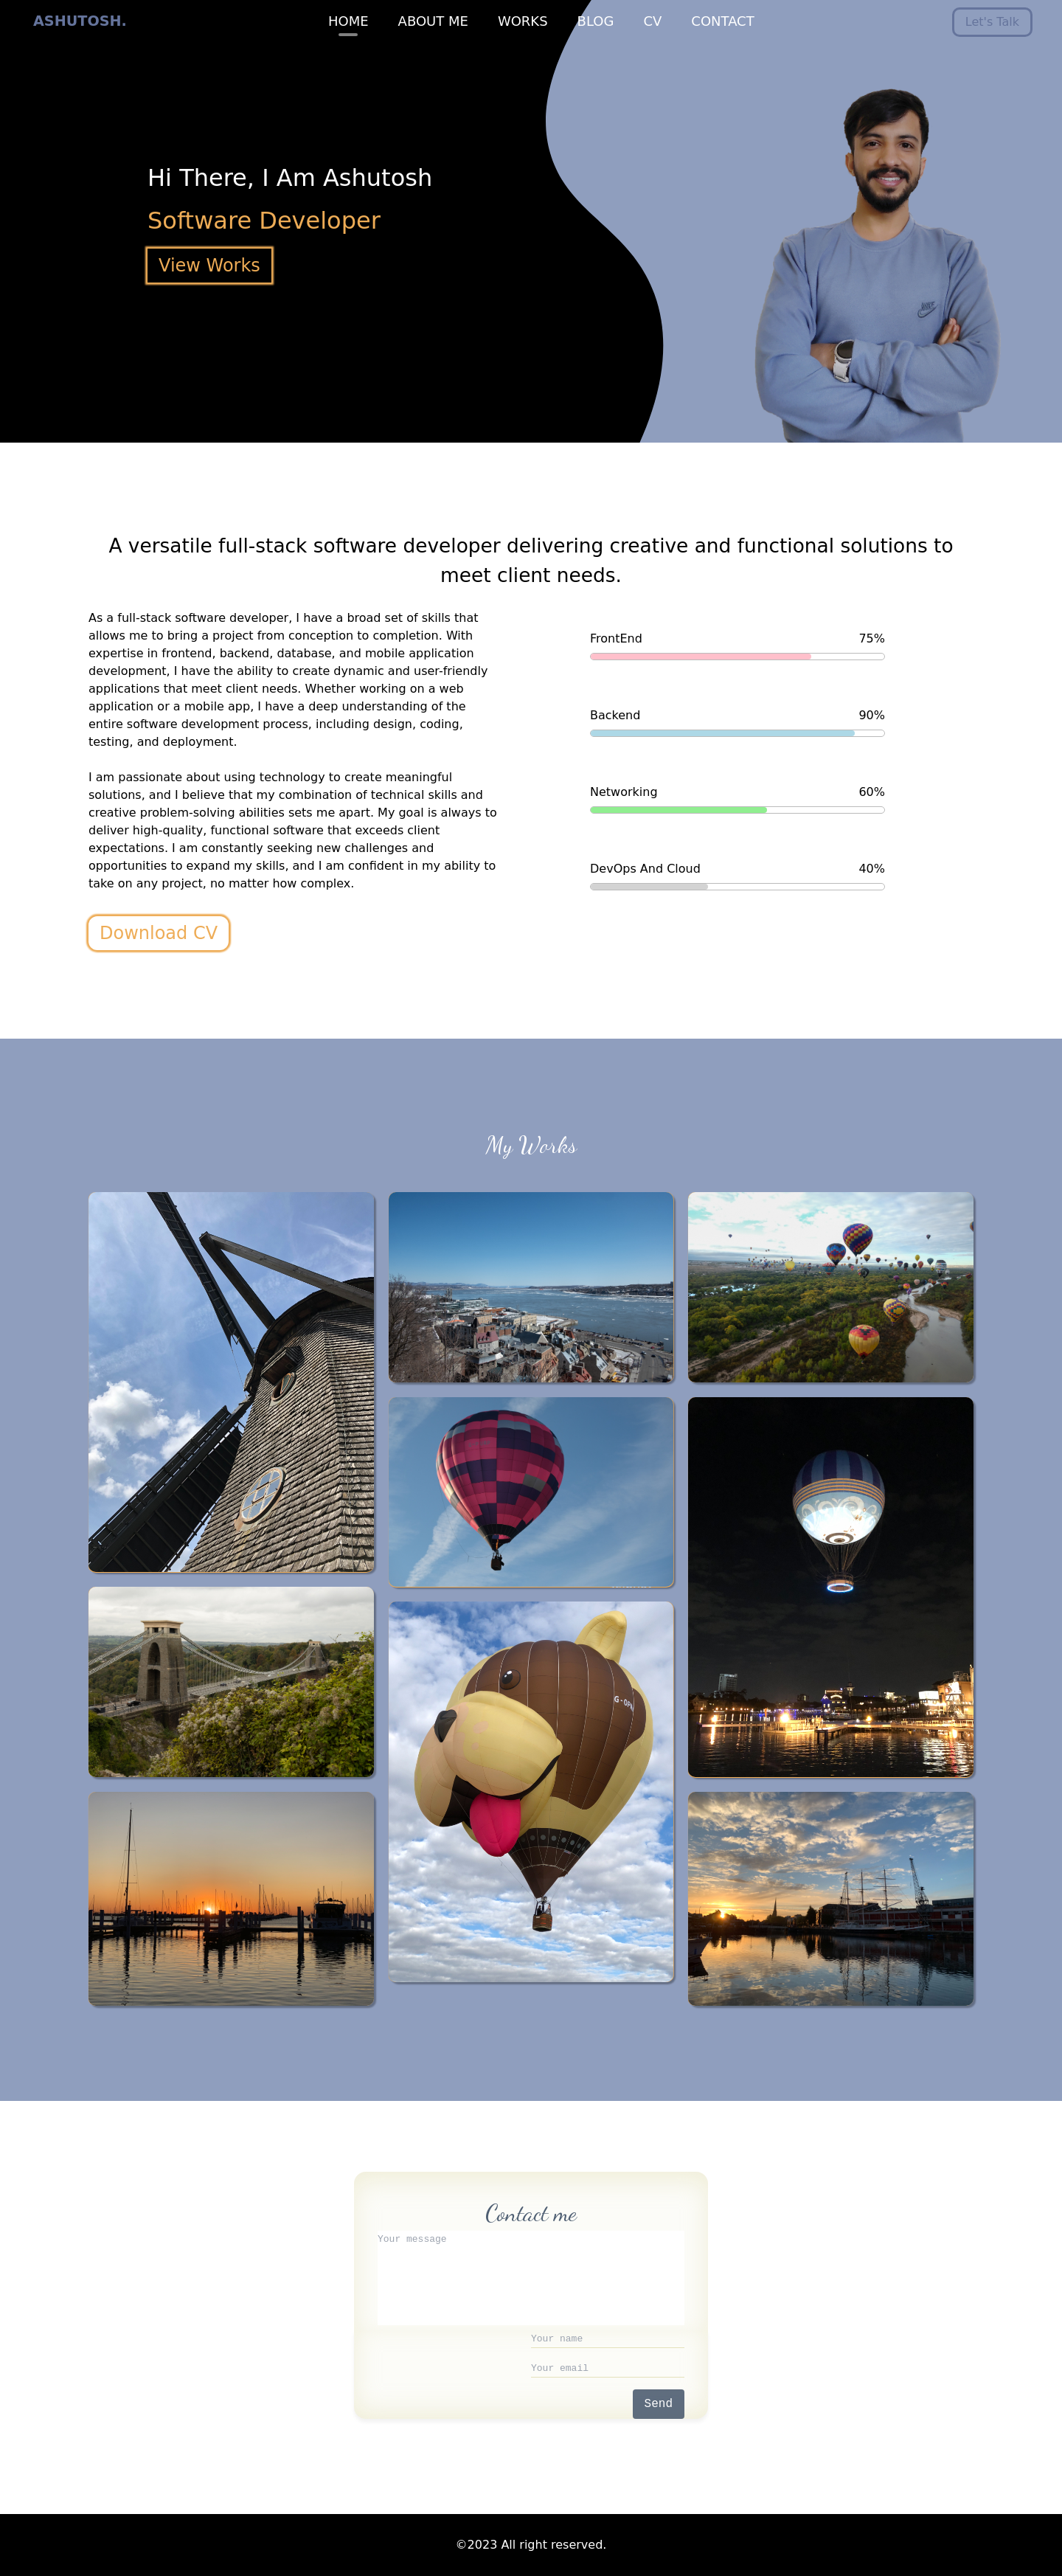 ASHUTOSH.
HOME ABOUT ME WORKS BLOG CV CONTACT
Let's Talk
Hi There, I Am Ashutosh
Software Developer
View Works
A versatile full-stack software developer delivering creative and functional solutions to
meet client needs.
As a full-stack software developer, I have a broad set of skills that
allows me to bring a project from conception to completion. With
expertise in frontend, backend, database, and mobile application
development, I have the ability to create dynamic and user-friendly
applications that meet client needs. Whether working on a web
application or a mobile app, I have a deep understanding of the
entire software development process, including design, coding,
testing, and deployment.
I am passionate about using technology to create meaningful
solutions, and I believe that my combination of technical skills and
creative problem-solving abilities sets me apart. My goal is always to
deliver high-quality, functional software that exceeds client
expectations. I am constantly seeking new challenges and
opportunities to expand my skills, and I am confident in my ability to
take on any project, no matter how complex.
Download CV
FrontEnd 75%
Backend 90%
Networking 60%
DevOps And Cloud 40%
My Works
Contact me
Your message
Your name
Your email
Send
©2023 All right reserved.